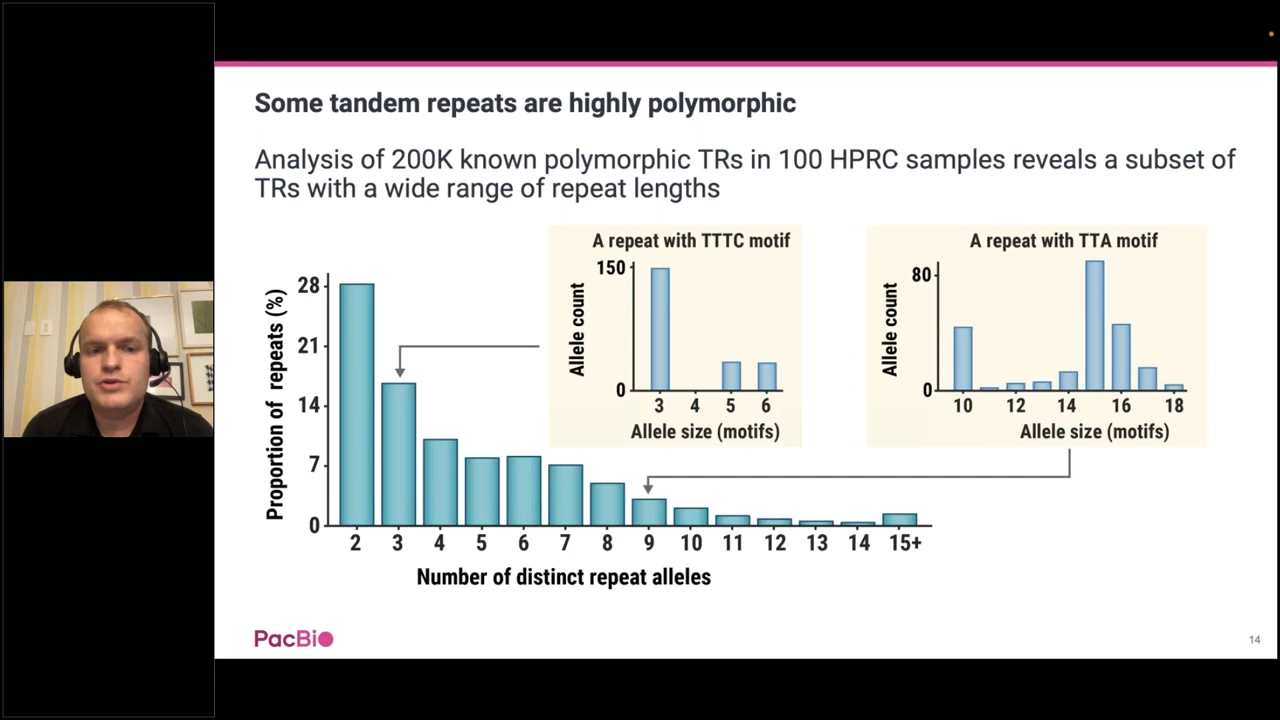 Some tandem repeats are highly polymorphic
Analysis of 200K known polymorphic TRs in 100 HPRC samples reveals a subset of
TRs with a wide range of repeat lengths
A repeat with TTTC motif
150
0
Allele count
3 4 5 6
Allele size (motifs)
A repeat with TTA motif
80
0
Allele count
10 12 14 16 18
Allele size (motifs)
Proportion of repeats (%)
28
21
14
7
0
2 3 4 5 6 7 8 9 10 11 12 13 14 15+
Number of distinct repeat alleles
PacBio
14